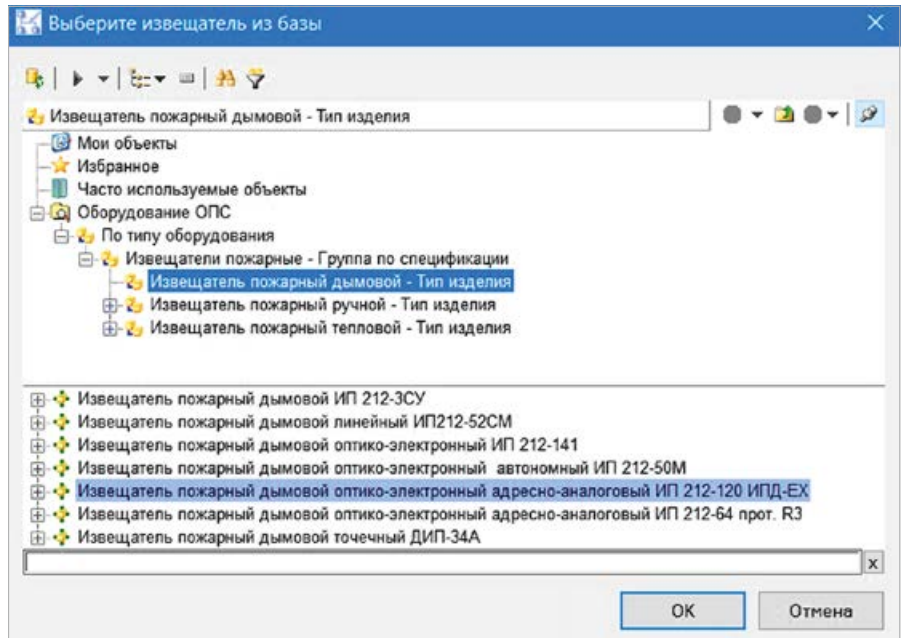 Выберите извещатель из базы
Извещатель пожарный дымовой - Тип изделия
Мои объекты
Избранное
Часто используемые объекты
Оборудование ОПС
По типу оборудования
Извещатели пожарные - Группа по спецификации
Извещатель пожарный дымовой - Тип изделия
Извещатель пожарный ручной - Тип изделия
Извещатель пожарный тепловой - Тип изделия
Извещатель пожарный дымовой ИП 212-3СУ
Извещатель пожарный дымовой линейный ИП212-52СМ
Извещатель пожарный дымовой оптико-электронный ИП 212-141
Извещатель пожарный дымовой оптико-электронный автономный ИП 212-50М
Извещатель пожарный дымовой оптико-электронный адресно-аналоговый ИП 212-120 ИПД-ЕХ
Извещатель пожарный дымовой оптико-электронный адресно-аналоговый ИП 212-64 прот. R3
Извещатель пожарный дымовой точечный ДИП-34А
x
ОК Отмена